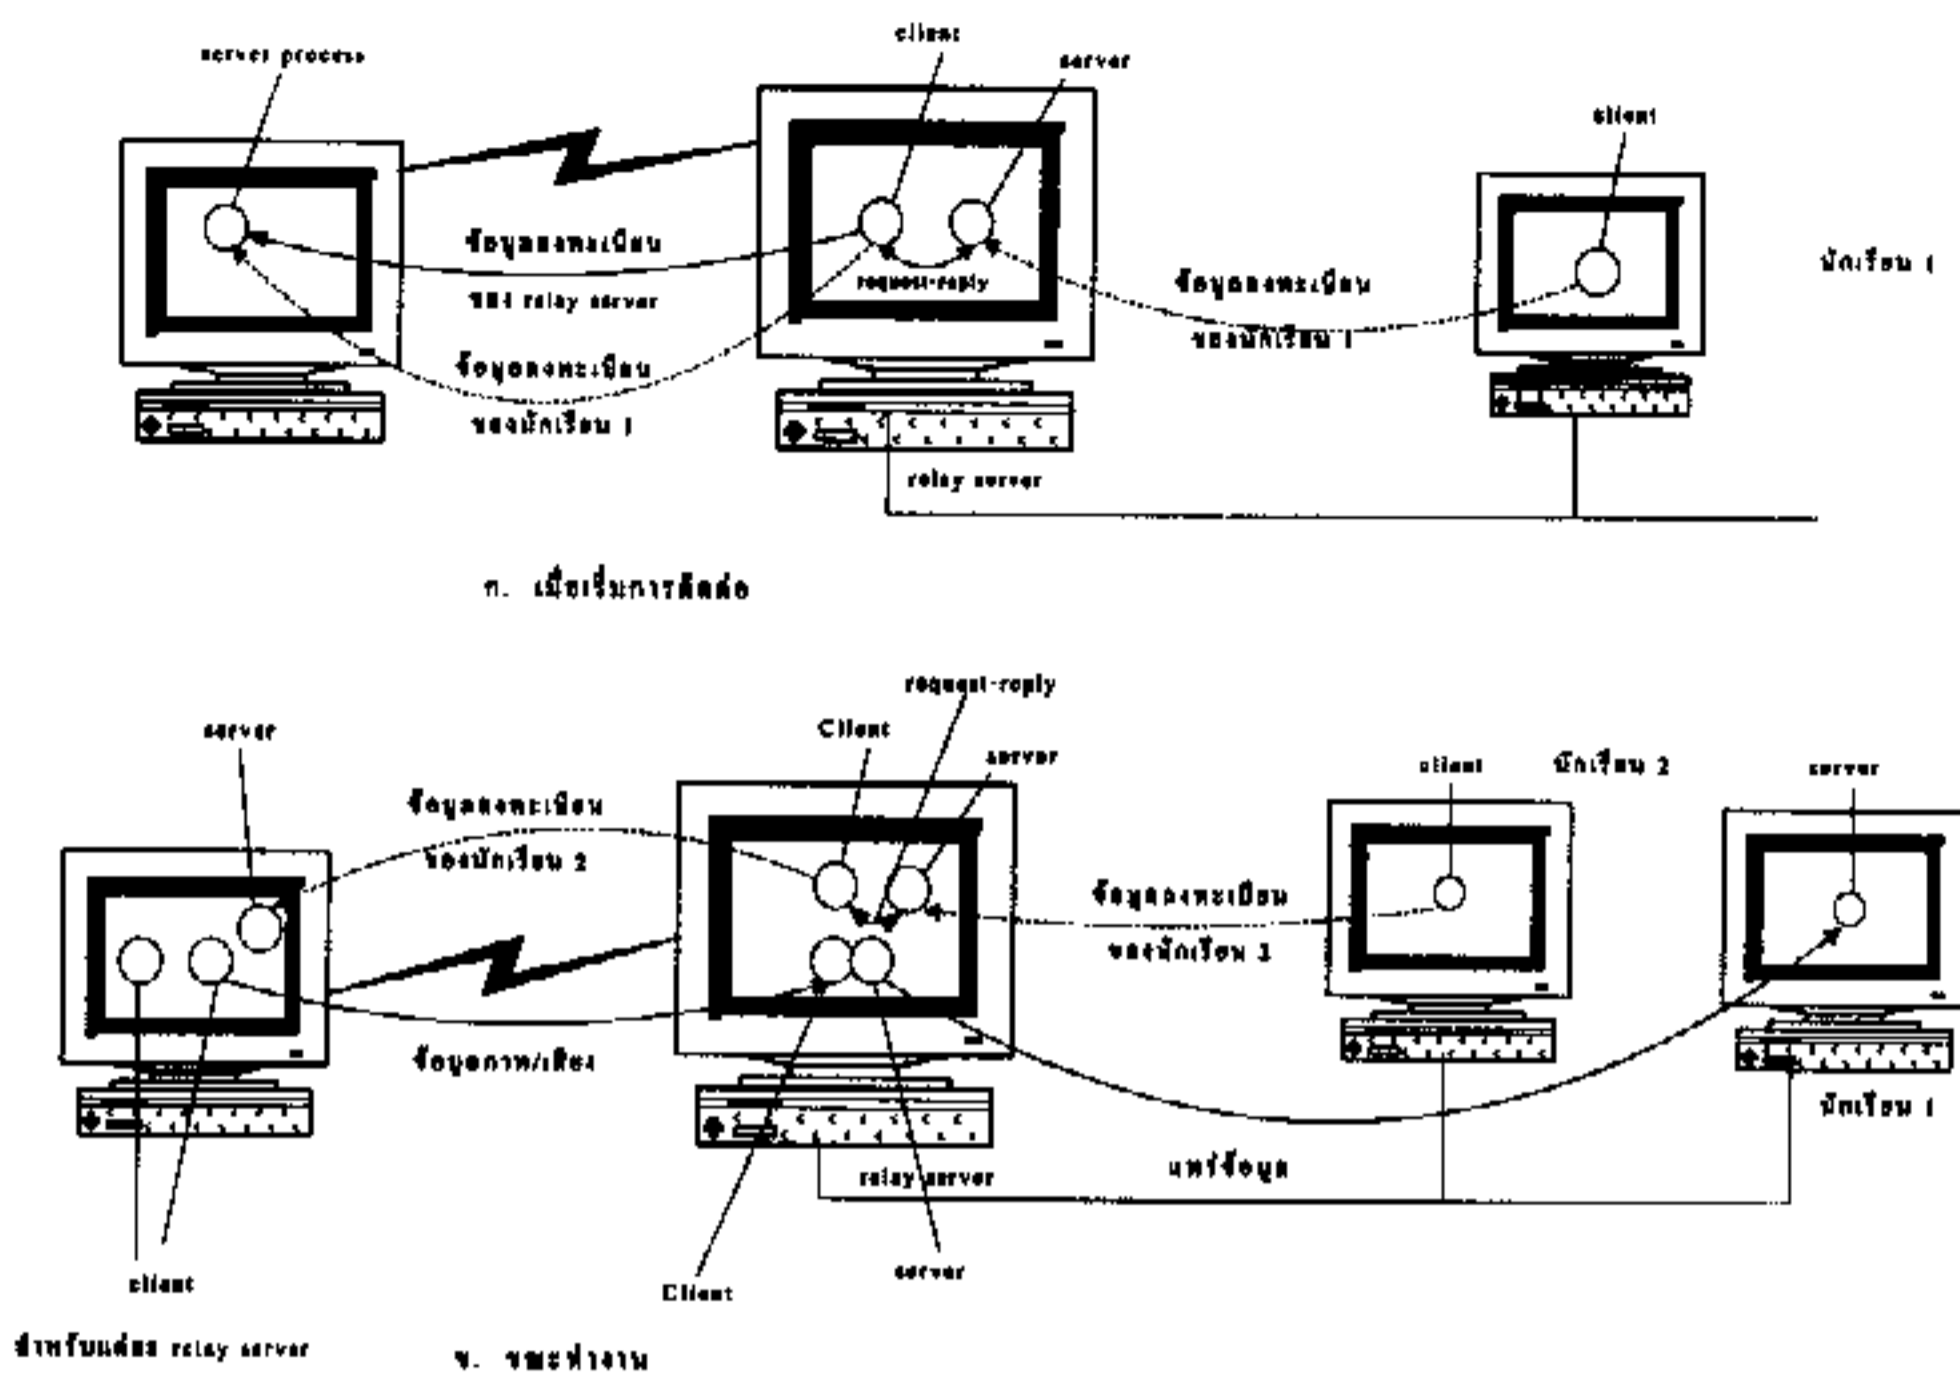 server process
client
server
client
ข้อมูลลงทะเบียน
ของ relay server
request-reply
ข้อมูลลงทะเบียน
ของนักเรียน 1
นักเรียน 1
ข้อมูลลงทะเบียน
ของนักเรียน 1
relay server
ก. เมื่อเริ่มการติดต่อ
request-reply
server
Client
server
client
นักเรียน 2
server
ข้อมูลลงทะเบียน
ของนักเรียน 2
ข้อมูลลงทะเบียน
ของนักเรียน 2
ข้อมูลภาพ/เสียง
นักเรียน 1
แพร่ข้อมูล
relay server
client
Client
server
สำหรับแต่ละ relay server
ข. ขณะทำงาน